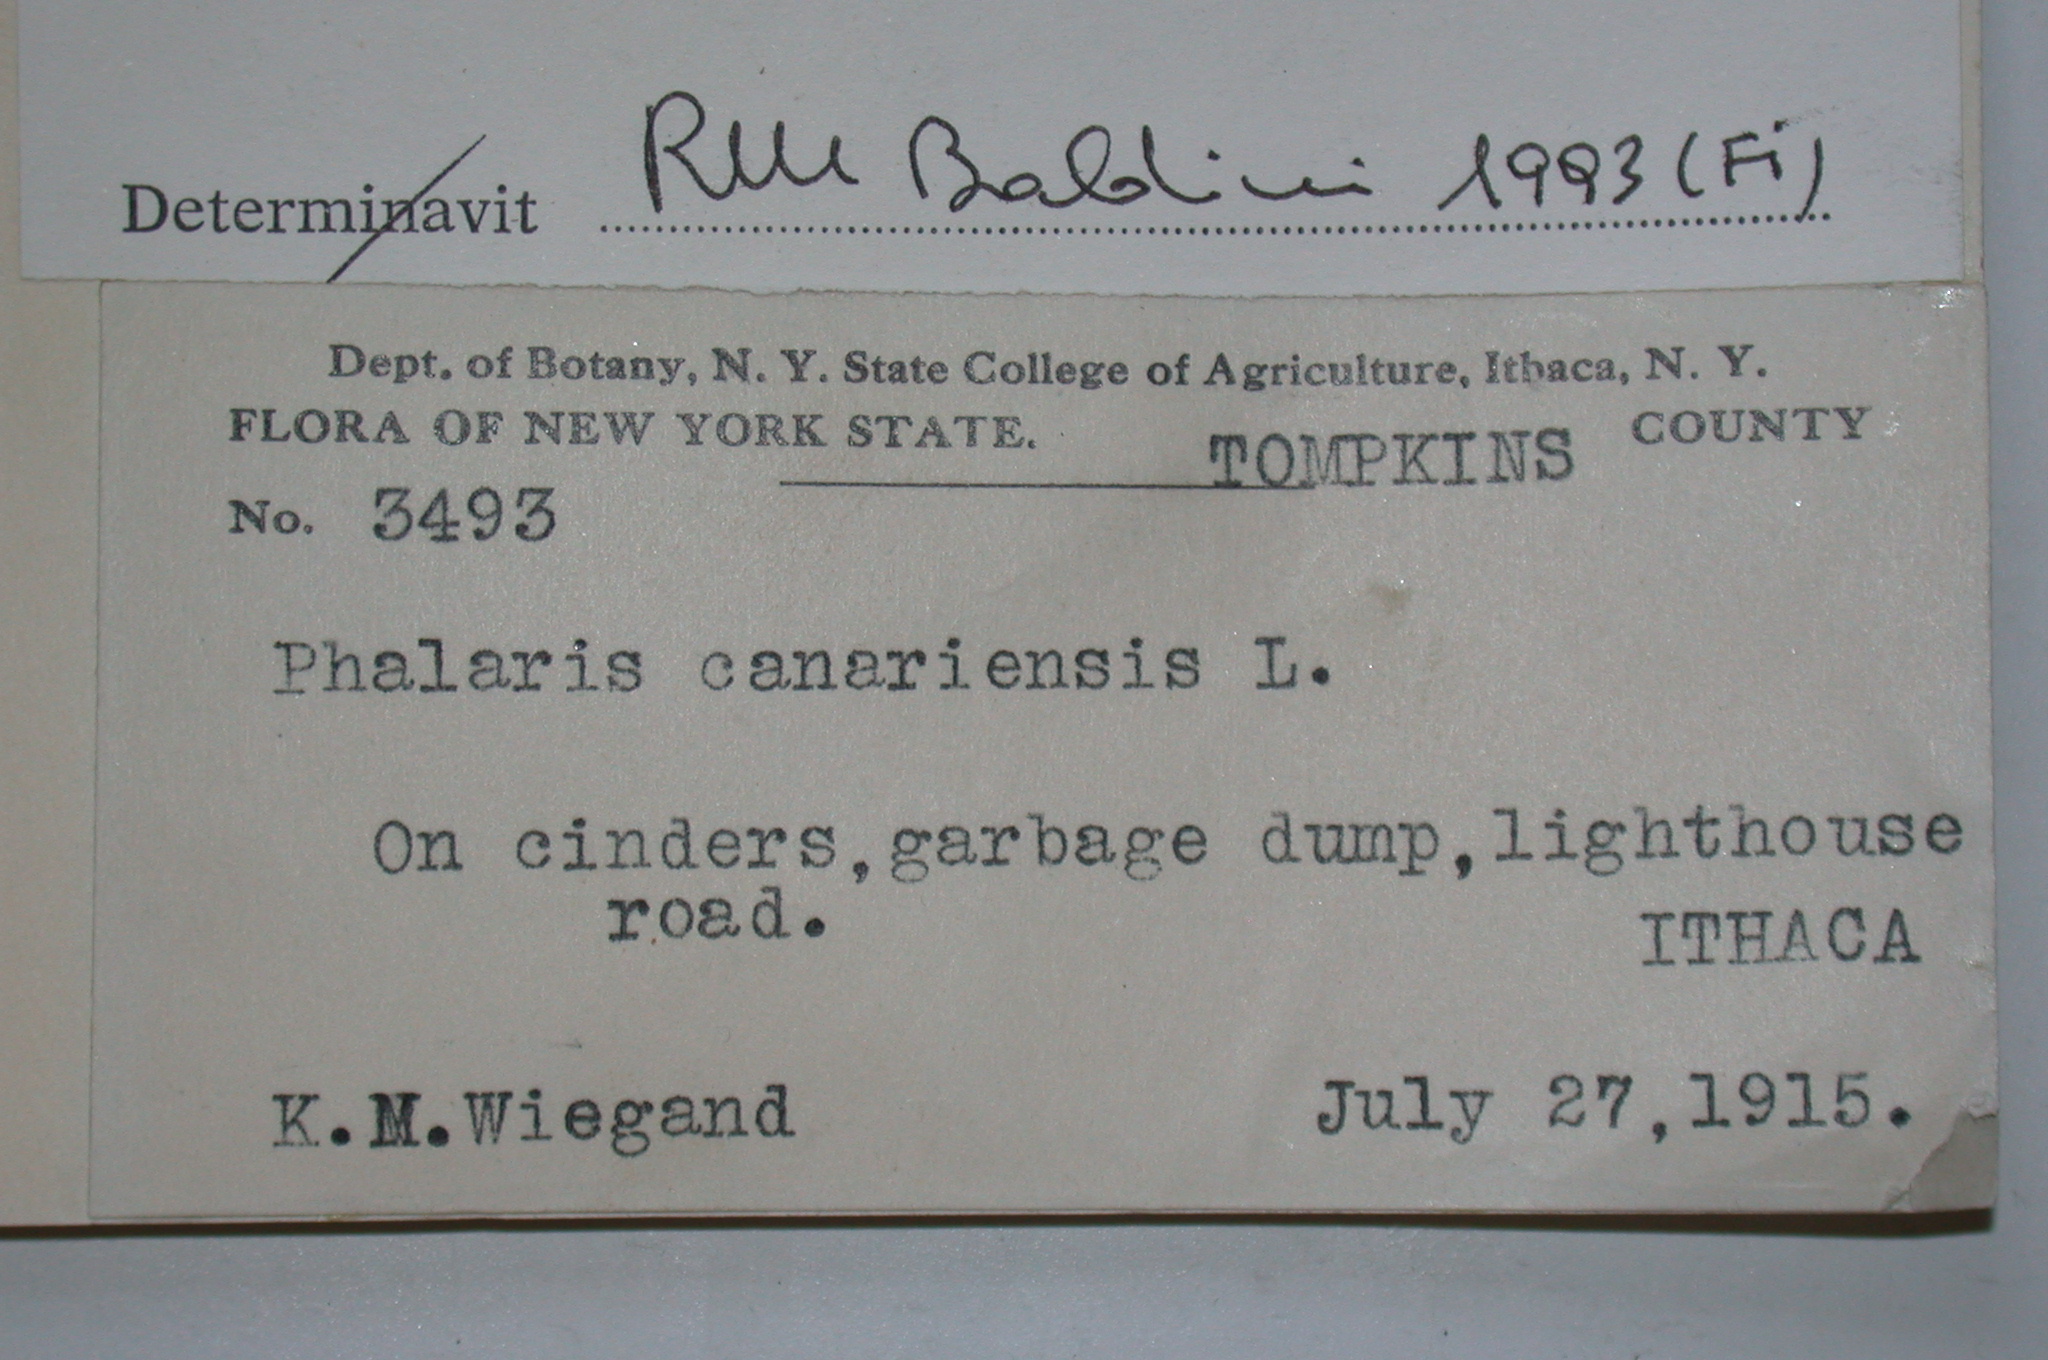 Determinavit RM Baldini 1993 (Fi)
Dept. of Botany, N. Y. State College of Agriculture, Ithaca, N. Y.
FLORA OF NEW YORK STATE. TOMPKINS COUNTY
No. 3493
Phalaris canariensis L.
On cinders,garbage dump,lighthouse
road.
ITHACA
K.M.Wiegand July 27,1915.